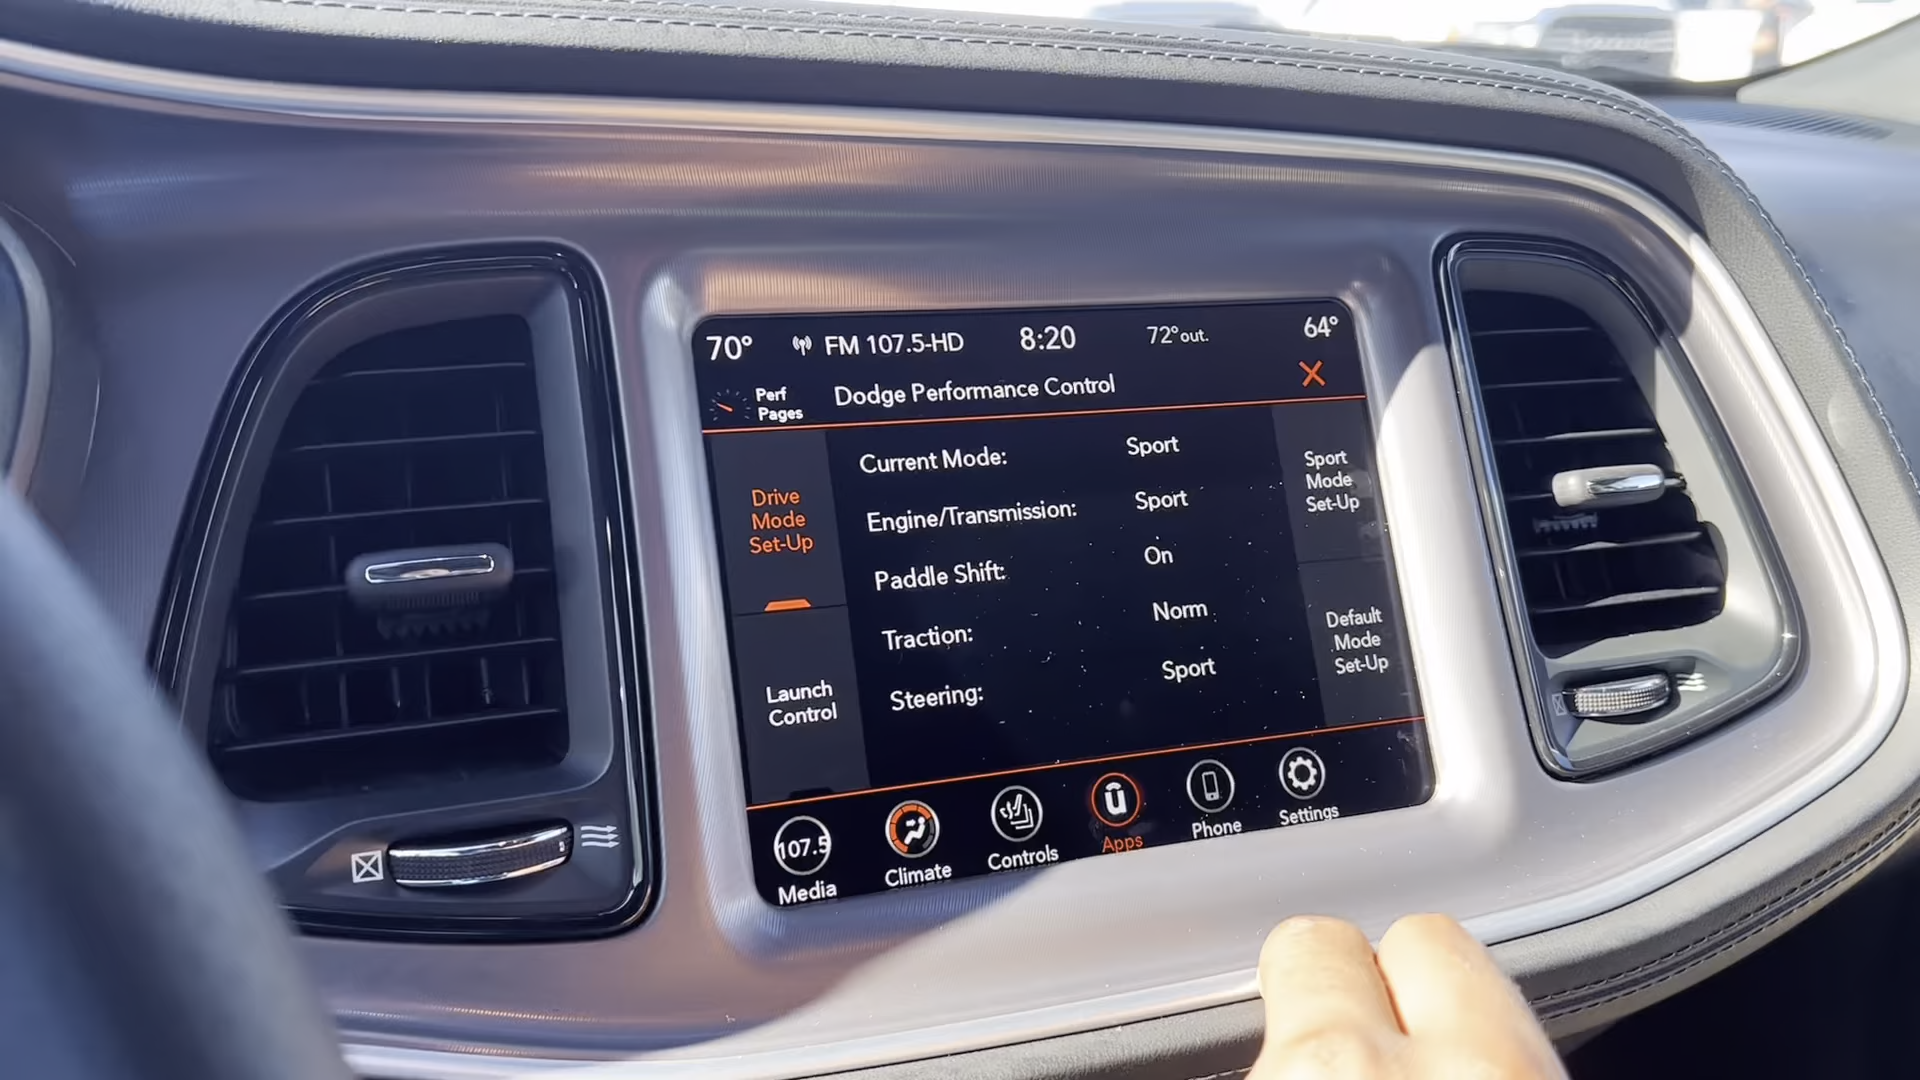 70° FM 107.5-HD 8:20 72° out. 64°
Perf
Pages
Dodge Performance Control
Drive
Mode
Set-Up
Launch
Control
Current Mode: Sport
Engine/Transmission: Sport
Paddle Shift: On
Traction: Norm
Steering: Sport
Sport
Mode
Set-Up
Default
Mode
Set-Up
107.5
Media
Climate
Controls
Apps
Phone
Settings